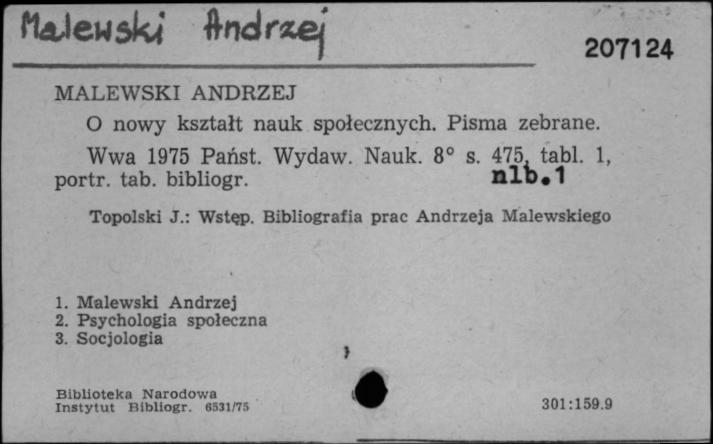 Malewski Andrzej
207124
MALEWSKI ANDRZEJ
O nowy kształt nauk społecznych. Pisma zebrane.
Wwa 1975 Państ. Wydaw. Nauk. 8° s. 475, tabl. 1,
portr. tab. bibliogr. nlb.1
Topolski J.: Wstęp. Bibliografia prac Andrzeja Malewskiego
1. Malewski Andrzej
2. Psychologia społeczna
3. Socjologia
Biblioteka Narodowa
Instytut Bibliogr. 6531/75
301:159.9